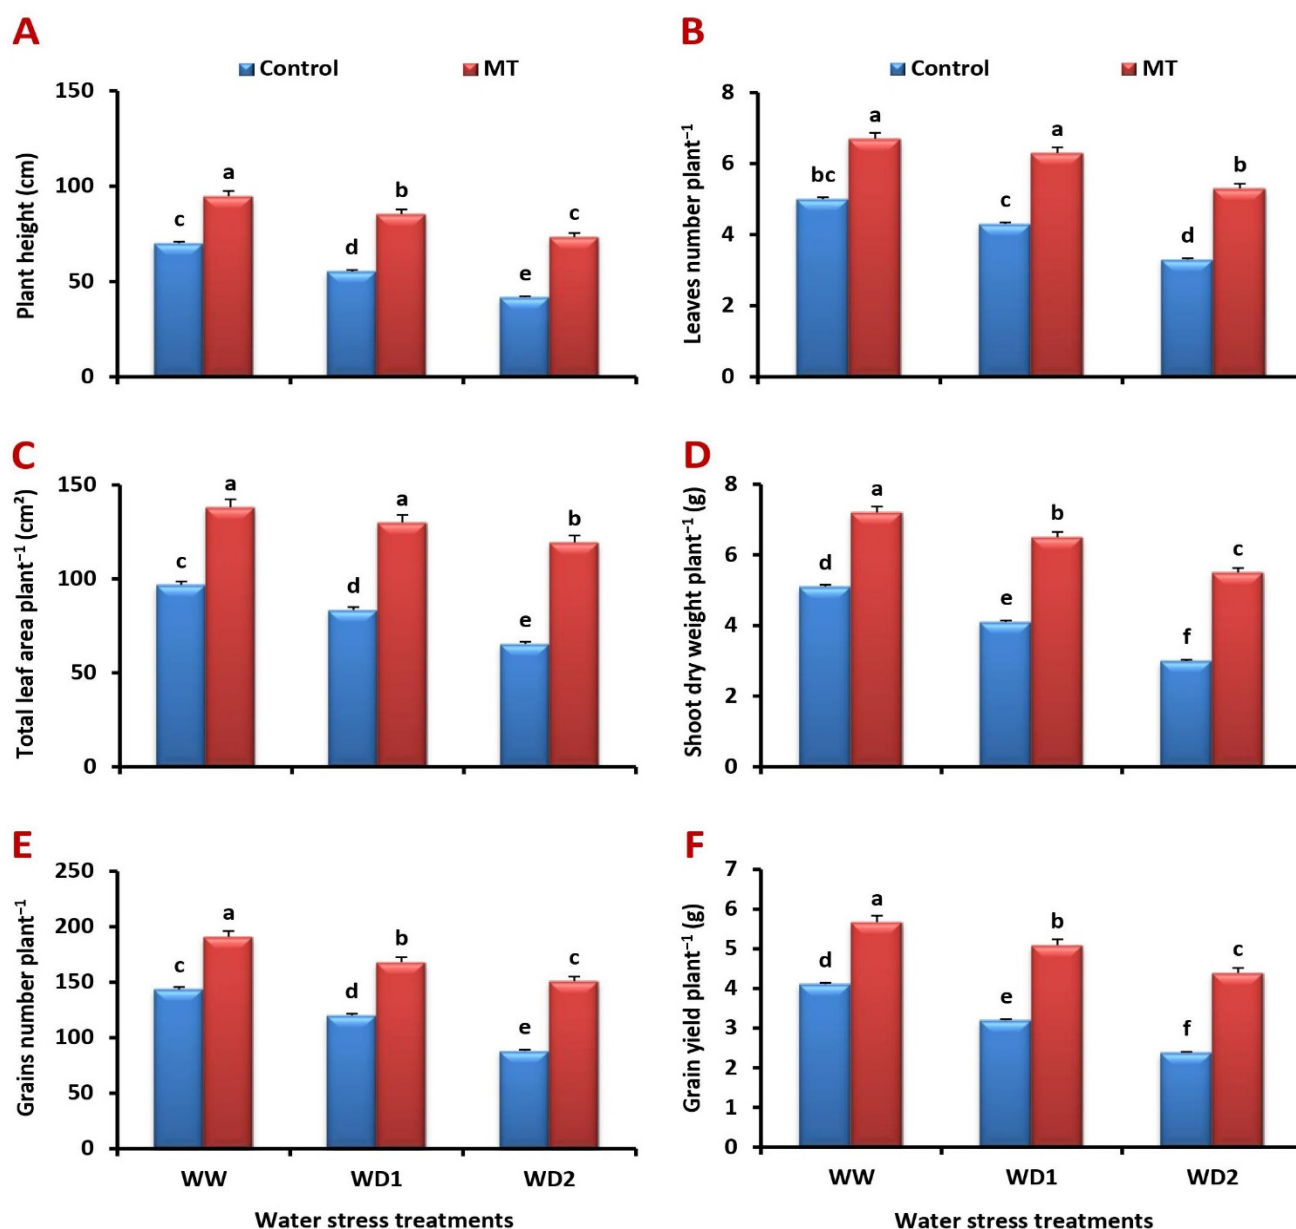 A
Control MT
150
100
50
0
Plant height (cm)
c a d b e c
B
Control MT
8
6
4
2
0
Leaves number plant⁻¹
bc a c a d b
C
150
100
50
0
Total leaf area plant⁻¹ (cm²)
c a d a e b
D
8
6
4
2
0
Shoot dry weight plant⁻¹ (g)
d a e b f c
E
250
200
150
100
50
0
Grains number plant⁻¹
c a d b e c
WW WD1 WD2
Water stress treatments
F
7
6
5
4
3
2
1
0
Grain yield plant⁻¹ (g)
d a e b f c
WW WD1 WD2
Water stress treatments